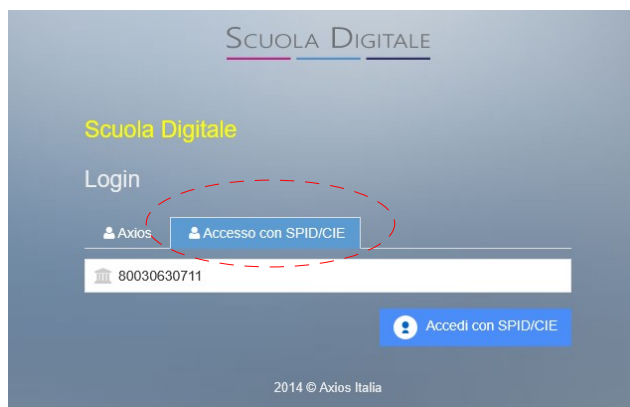 SCUOLA DIGITALE
Scuola Digitale
Login
Axios Accesso con SPID/CIE
80030630711
Accedi con SPID/CIE
2014 © Axios Italia